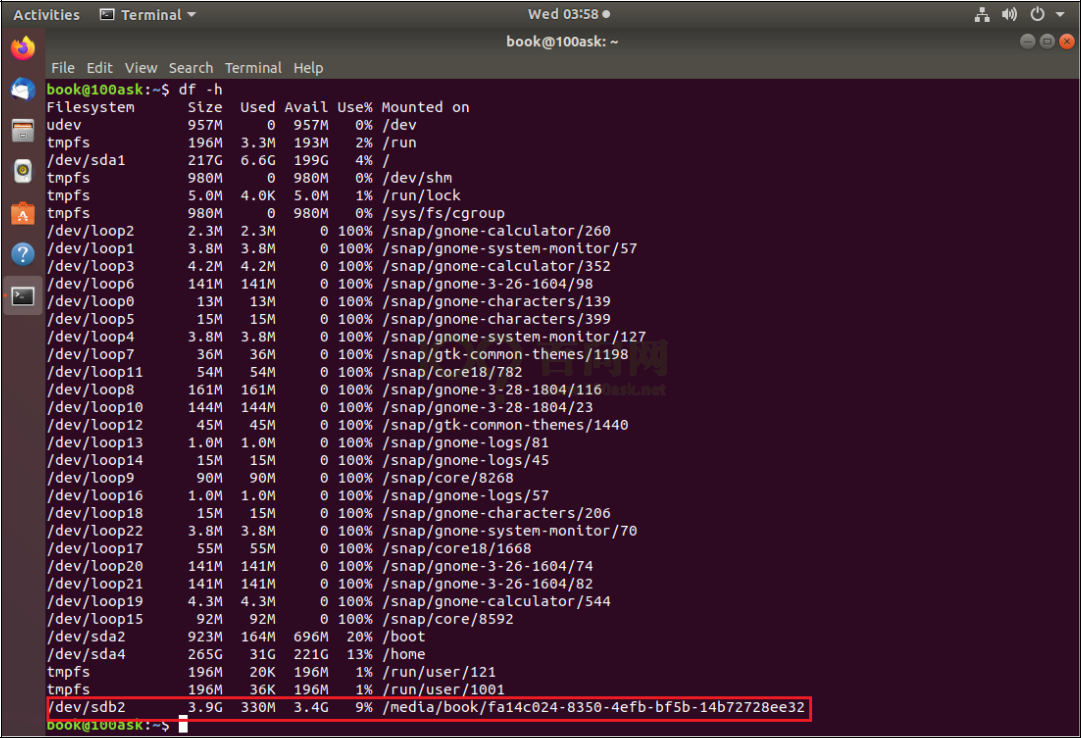 Activities Terminal Wed 03:58
book@100ask: ~
File Edit View Search Terminal Help
book@100ask:~$ df -h
Filesystem Size Used Avail Use% Mounted on
udev 957M 0 957M 0% /dev
tmpfs 196M 3.3M 193M 2% /run
/dev/sda1 217G 6.6G 199G 4% /
tmpfs 980M 0 980M 0% /dev/shm
tmpfs 5.0M 4.0K 5.0M 1% /run/lock
tmpfs 980M 0 980M 0% /sys/fs/cgroup
/dev/loop2 2.3M 2.3M 0 100% /snap/gnome-calculator/260
/dev/loop1 3.8M 3.8M 0 100% /snap/gnome-system-monitor/57
/dev/loop3 4.2M 4.2M 0 100% /snap/gnome-calculator/352
/dev/loop6 141M 141M 0 100% /snap/gnome-3-26-1604/98
/dev/loop0 13M 13M 0 100% /snap/gnome-characters/139
/dev/loop5 15M 15M 0 100% /snap/gnome-characters/399
/dev/loop4 3.8M 3.8M 0 100% /snap/gnome-system-monitor/127
/dev/loop7 36M 36M 0 100% /snap/gtk-common-themes/1198
/dev/loop11 54M 54M 0 100% /snap/core18/782
/dev/loop8 161M 161M 0 100% /snap/gnome-3-28-1804/116
/dev/loop10 144M 144M 0 100% /snap/gnome-3-28-1804/23
/dev/loop12 45M 45M 0 100% /snap/gtk-common-themes/1440
/dev/loop13 1.0M 1.0M 0 100% /snap/gnome-logs/81
/dev/loop14 15M 15M 0 100% /snap/gnome-logs/45
/dev/loop9 90M 90M 0 100% /snap/core/8268
/dev/loop16 1.0M 1.0M 0 100% /snap/gnome-logs/57
/dev/loop18 15M 15M 0 100% /snap/gnome-characters/206
/dev/loop22 3.8M 3.8M 0 100% /snap/gnome-system-monitor/70
/dev/loop17 55M 55M 0 100% /snap/core18/1668
/dev/loop20 141M 141M 0 100% /snap/gnome-3-26-1604/74
/dev/loop21 141M 141M 0 100% /snap/gnome-3-26-1604/82
/dev/loop19 4.3M 4.3M 0 100% /snap/gnome-calculator/544
/dev/loop15 92M 92M 0 100% /snap/core/8592
/dev/sda2 923M 164M 696M 20% /boot
/dev/sda4 265G 31G 221G 13% /home
tmpfs 196M 20K 196M 1% /run/user/121
tmpfs 196M 36K 196M 1% /run/user/1001
/dev/sdb2 3.9G 330M 3.4G 9% /media/book/fa14c024-8350-4efb-bf5b-14b72728ee32
book@100ask:~$